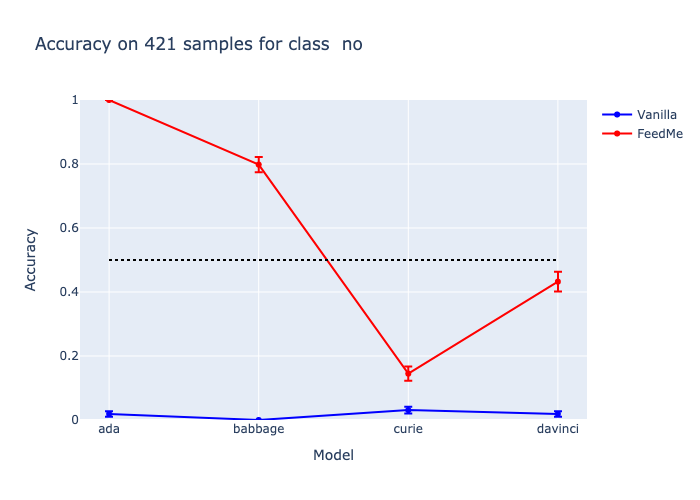 Accuracy on 421 samples for class  no
Vanilla
FeedMe
1
0.8
0.6
0.4
0.2
0
Accuracy
ada
babbage
curie
davinci
Model